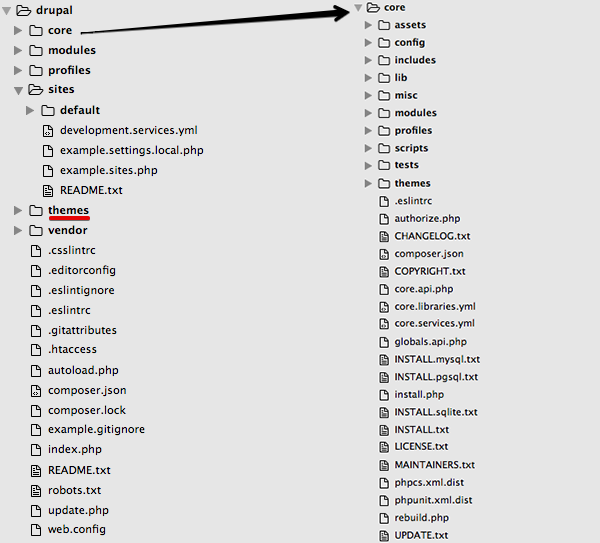 drupal
core
modules
profiles
sites
default
development.services.yml
example.settings.local.php
example.sites.php
README.txt
themes
vendor
.csslintrc
.editorconfig
.eslintignore
.eslintrc
.gitattributes
.htaccess
autoload.php
composer.json
composer.lock
example.gitignore
index.php
README.txt
robots.txt
update.php
web.config
core
assets
config
includes
lib
misc
modules
profiles
scripts
tests
themes
.eslintrc
authorize.php
CHANGELOG.txt
composer.json
COPYRIGHT.txt
core.api.php
core.libraries.yml
core.services.yml
globals.api.php
INSTALL.mysql.txt
INSTALL.pgsql.txt
install.php
INSTALL.sqlite.txt
INSTALL.txt
LICENSE.txt
MAINTAINERS.txt
phpcs.xml.dist
phpunit.xml.dist
rebuild.php
UPDATE.txt